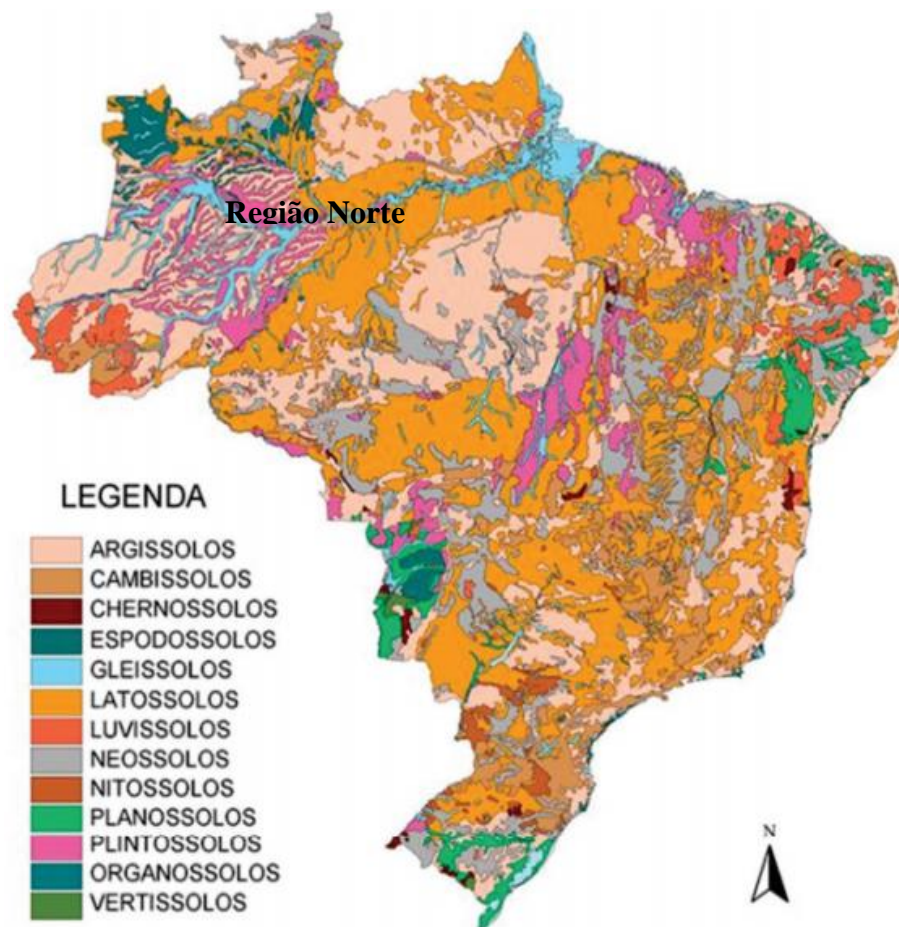 Região Norte
LEGENDA
ARGISSOLOS
CAMBISSOLOS
CHERNOSSOLOS
ESPODOSSOLOS
GLEISSOLOS
LATOSSOLOS
LUVISSOLOS
NEOSSOLOS
NITOSSOLOS
PLANOSSOLOS
PLINTOSSOLOS
ORGANOSSOLOS
VERTISSOLOS
N